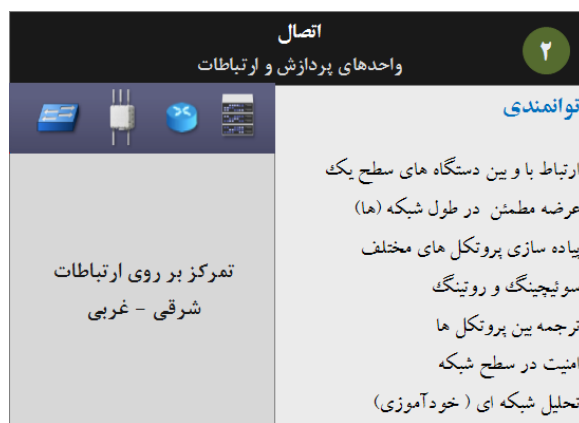 ۲
اتصال
واحدهای پردازش و ارتباطات
توانمندی
ارتباط با و بین دستگاه های سطح یک
عرضه مطمئن در طول شبکه (ها)
پیاده سازی پروتکل های مختلف
سوئیچینگ و روتینگ
ترجمه بین پروتکل ها
امنیت در سطح شبکه
تحلیل شبکه ای ( خودآموزی)
تمرکز بر روی ارتباطات
شرقی - غربی